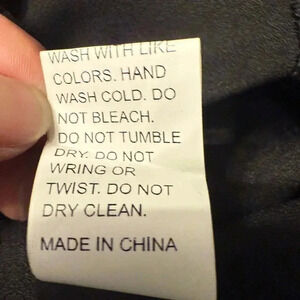 WASH WITH LIKE
COLORS. HAND
WASH COLD. DO
NOT BLEACH.
DO NOT TUMBLE
DRY. DO NOT
WRING OR
TWIST. DO NOT
DRY CLEAN.
MADE IN CHINA